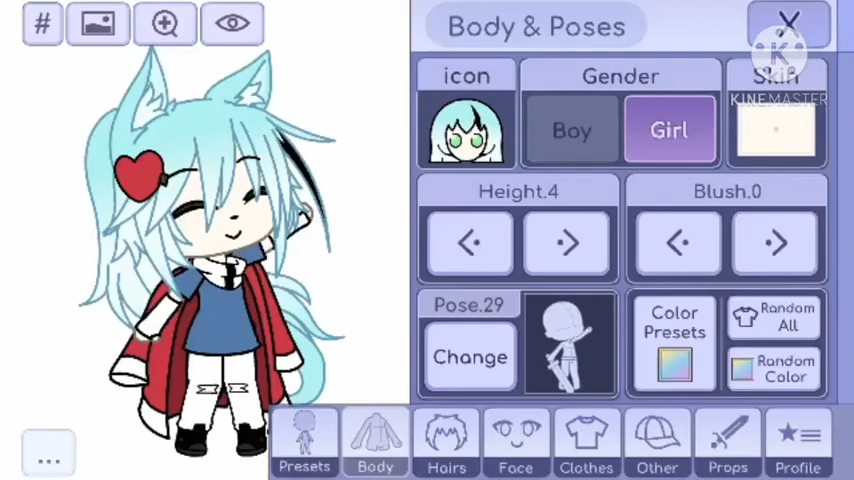 #
Body & Poses
X
K
KINEMASTER
icon
Gender
Skin
Boy
Girl
Height.4
Blush.0
Pose.29
Change
Color
Presets
Random
All
Random
Color
...
Presets
Body
Hairs
Face
Clothes
Other
Props
Profile